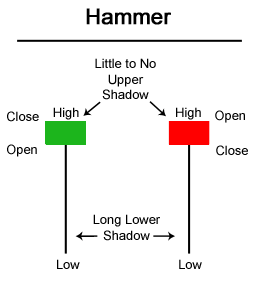 Hammer
Little to No
Upper
Shadow
High
High
Close
Open
Open
Close
Long Lower
Shadow
Low
Low